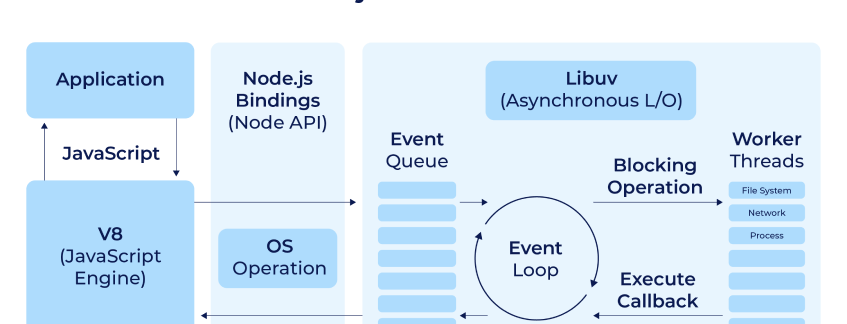 Application
JavaScript
V8
(JavaScript
Engine)
Node.js
Bindings
(Node API)
OS
Operation
Libuv
(Asynchronous L/O)
Event
Queue
Event
Loop
Blocking
Operation
Execute
Callback
Worker
Threads
File System
Network
Process